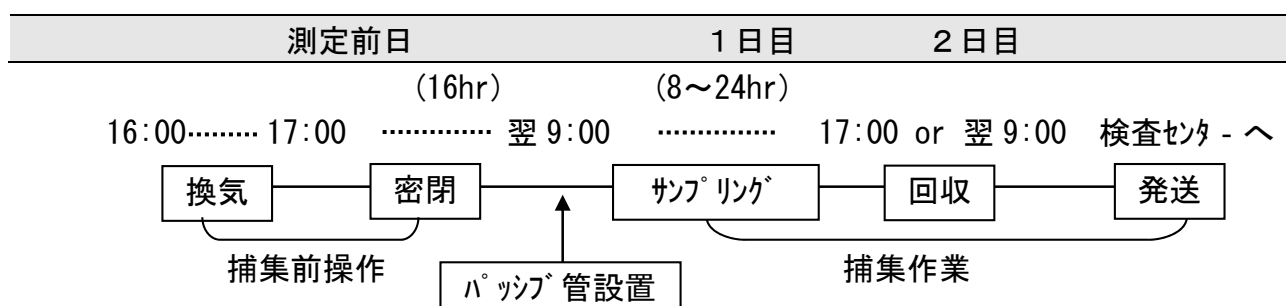 測定前日 1日目 2日目
(16hr) (8～24hr)
16:00……… 17:00 ………… 翌 9:00 ………… 17:00 or 翌 9:00 検査ｾﾝﾀ-へ
換気 密閉 ｻﾝﾌﾟﾘﾝｸﾞ 回収 発送
捕集前操作 捕集作業
ﾊﾟｯｼﾌﾞ管設置